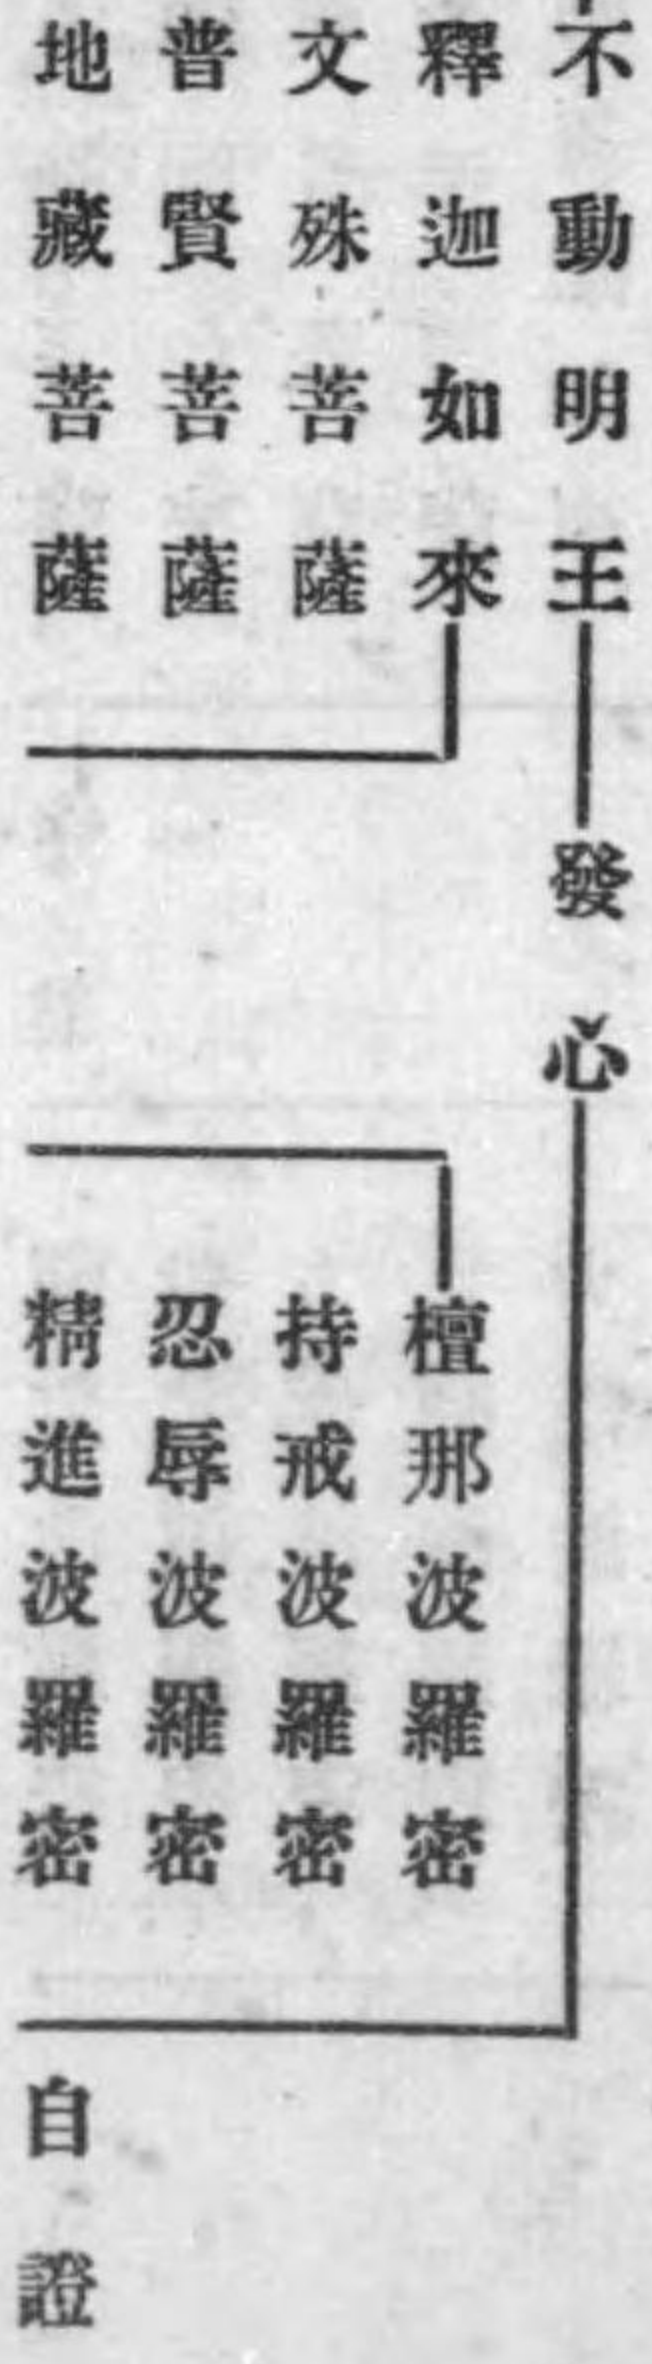 不動明王
發心
釋迦如來
檀那波羅密
文殊菩薩
持戒波羅密
普賢菩薩
忍辱波羅密
地藏菩薩
精進波羅密
自證